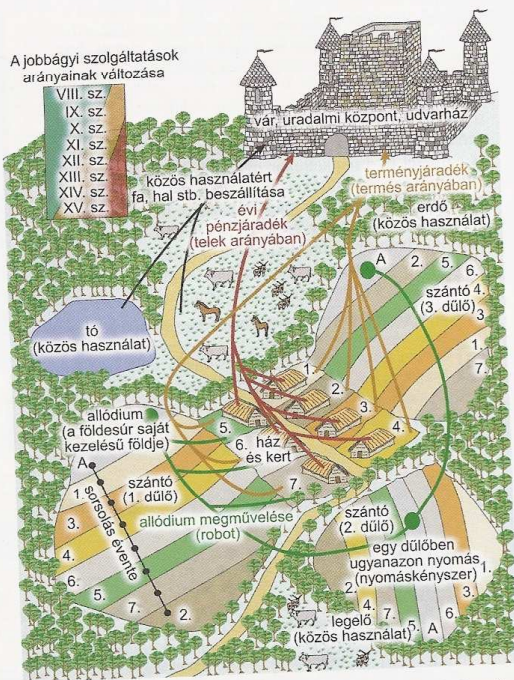 A jobbágyi szolgáltatások
arányainak változása
VIII. sz.
IX. sz.
X. sz.
XI. sz.
XII. sz.
XIII. sz.
XIV. sz.
XV. sz.
vár, uradalmi központ, udvarház
közös használatért
fa, hal stb. beszállítása
évi
pénzjáradék
(telek arányában)
terményjáradék
(termés arányában)
erdő
(közös használat)
A
2.
5.
6.
szántó
(3. dűlő)
4.
3.
1.
7.
tó
(közös használat)
1.
2.
3.
4.
5.
6.
7.
ház
és kert
allódium
(a földesúr saját
kezelésű földje)
A
szántó
(1. dűlő)
1.
3.
4.
6.
5.
7.
2.
sorsolás évente
allódium megművelése
(robot)
szántó
(2. dűlő)
egy dűlőben
ugyanazon nyomás
(nyomáskényszer)
1.
2.
4.
7.
5.
A
6.
3.
legelő
(közös használat)